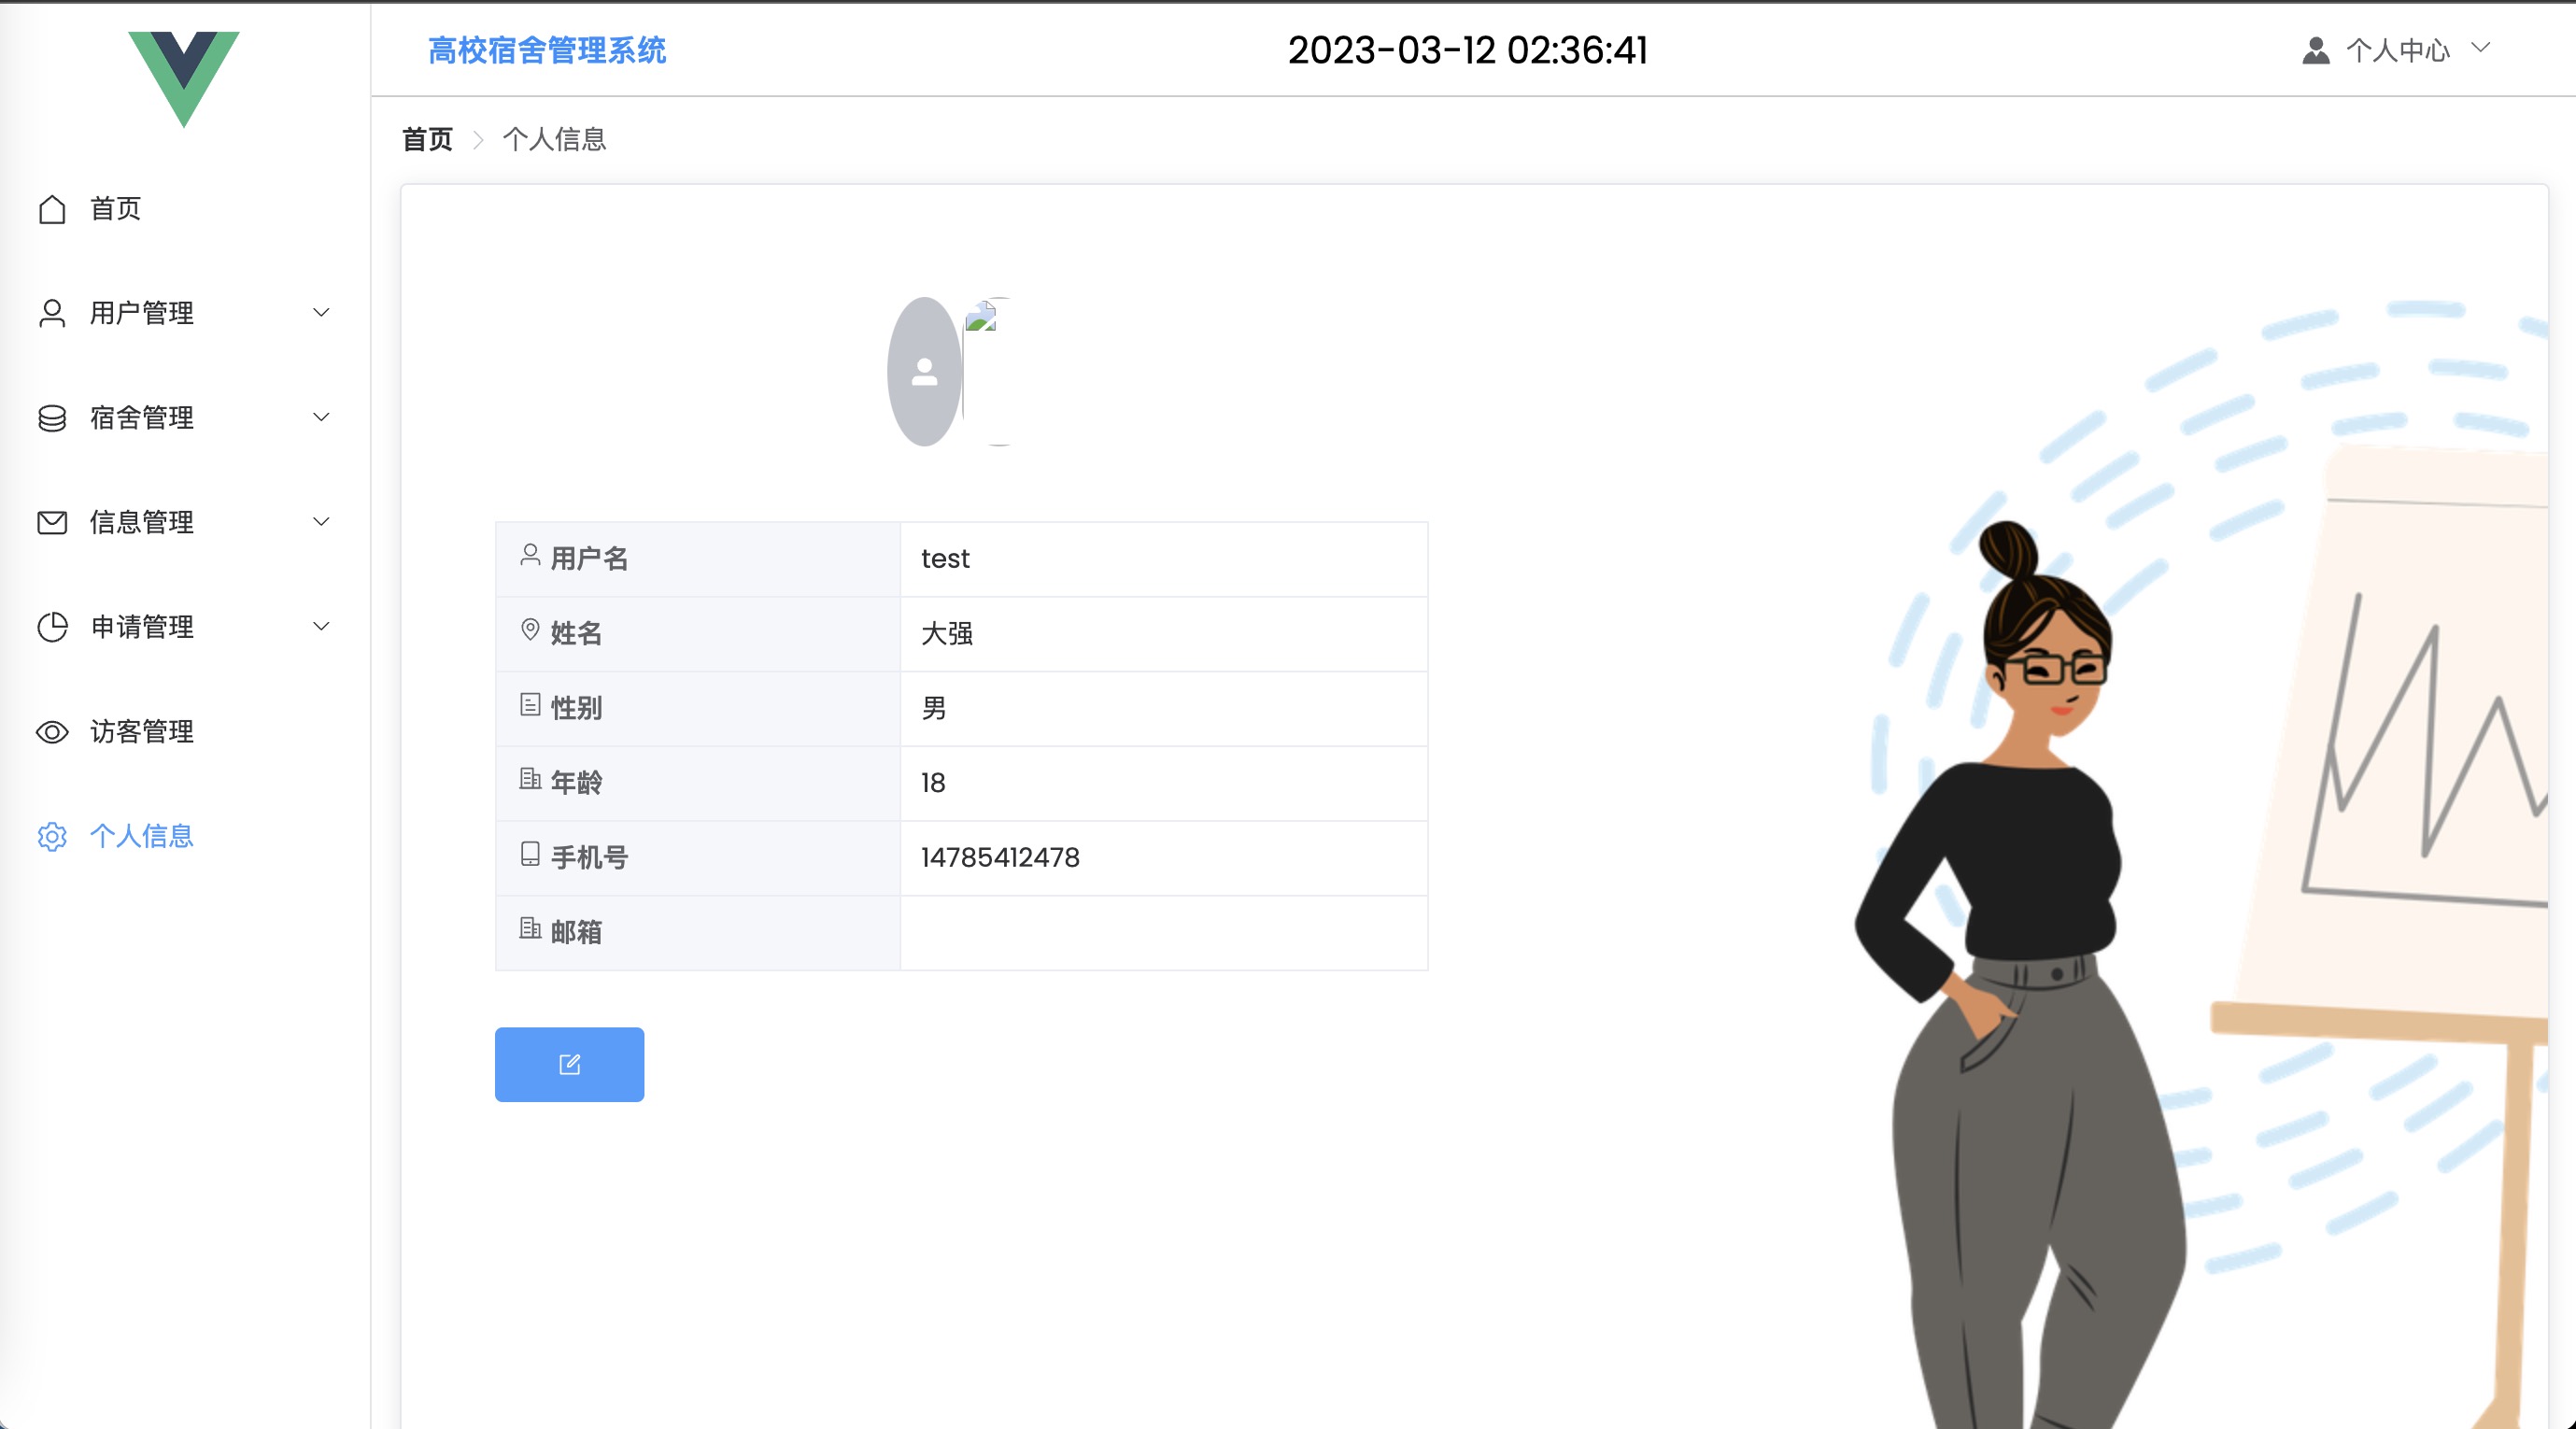 高校宿舍管理系统
2023-03-12 02:36:41
个人中心
首页
用户管理
宿舍管理
信息管理
申请管理
访客管理
个人信息
首页 > 个人信息
用户名 test
姓名 大强
性别 男
年龄 18
手机号 14785412478
邮箱